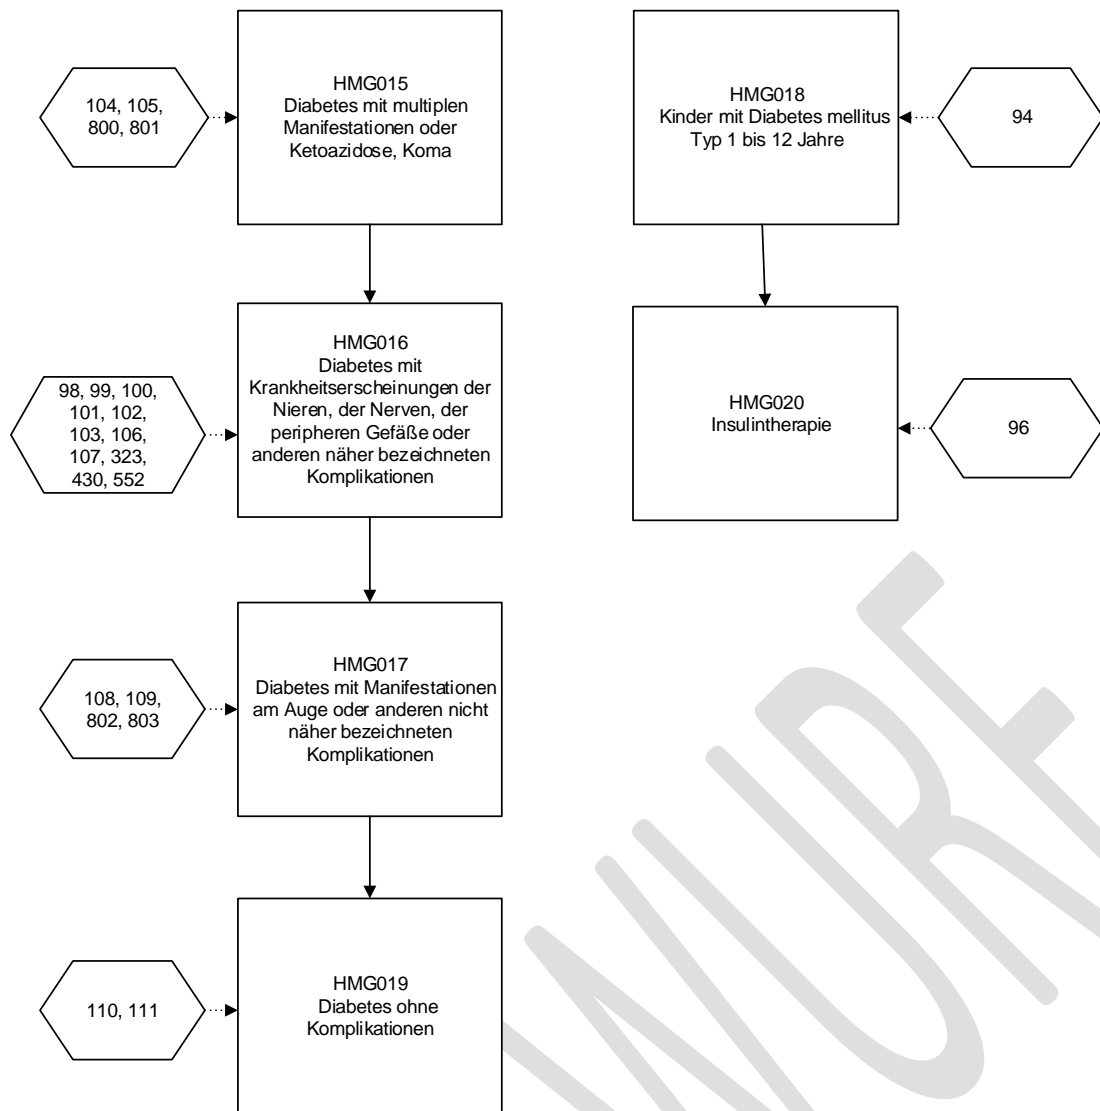 104, 105,
800, 801
HMG015
Diabetes mit multiplen
Manifestationen oder
Ketoazidose, Koma
HMG018
Kinder mit Diabetes mellitus
Typ 1 bis 12 Jahre
94
98, 99, 100,
101, 102,
103, 106,
107, 323,
430, 552
HMG016
Diabetes mit
Krankheitserscheinungen der
Nieren, der Nerven, der
peripheren Gefäße oder
anderen näher bezeichneten
Komplikationen
HMG020
Insulintherapie
96
108, 109,
802, 803
HMG017
Diabetes mit Manifestationen
am Auge oder anderen nicht
näher bezeichneten
Komplikationen
110, 111
HMG019
Diabetes ohne
Komplikationen
WURF